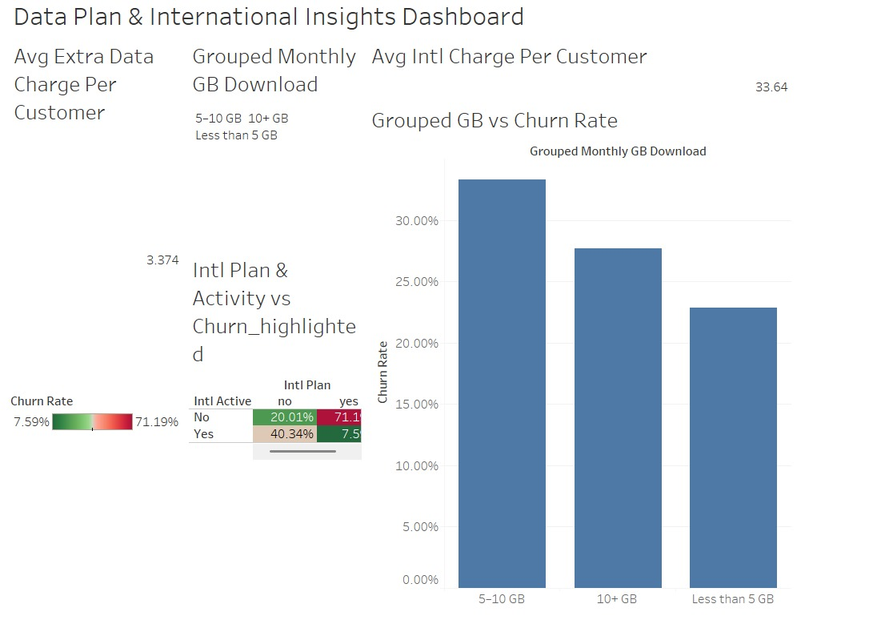 Data Plan & International Insights Dashboard
Avg Extra Data
Charge Per
Customer
3.374
Grouped Monthly
GB Download
5–10 GB 10+ GB
Less than 5 GB
Avg Intl Charge Per Customer
33.64
Intl Plan &
Activity vs
Churn_highlighte
d
Churn Rate
7.59% 71.19%
Intl Plan
Intl Active no yes
No 20.01% 71.1
Yes 40.34% 7.5
Grouped GB vs Churn Rate
Grouped Monthly GB Download
Churn Rate
30.00%
25.00%
20.00%
15.00%
10.00%
5.00%
0.00%
5–10 GB 10+ GB Less than 5 GB